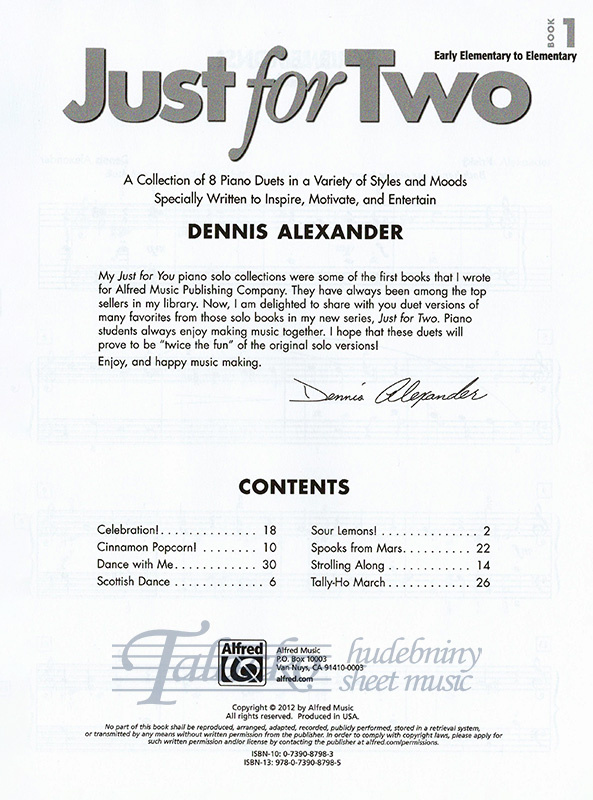 BOOK 1
Early Elementary to Elementary
Just for Two
A Collection of 8 Piano Duets in a Variety of Styles and Moods
Specially Written to Inspire, Motivate, and Entertain
DENNIS ALEXANDER
My Just for You piano solo collections were some of the first books that I wrote
for Alfred Music Publishing Company. They have always been among the top
sellers in my library. Now, I am delighted to share with you duet versions of
many favorites from those solo books in my new series, Just for Two. Piano
students always enjoy making music together. I hope that these duets will
prove to be “twice the fun” of the original solo versions!
Enjoy, and happy music making.
Dennis Alexander
CONTENTS
Celebration! . . . . . . . . . . . . . 18
Cinnamon Popcorn! . . . . . . . . 10
Dance with Me. . . . . . . . . . . . 30
Scottish Dance . . . . . . . . . . . . 6
Sour Lemons! . . . . . . . . . . . . . 2
Spooks from Mars. . . . . . . . . . 22
Strolling Along . . . . . . . . . . . 14
Tally-Ho March . . . . . . . . . . . 26
Alfred
Alfred Music
P.O. Box 10003
Van Nuys, CA 91410-0003
alfred.com
hudebniny
sheet music
Copyright © 2012 by Alfred Music
All rights reserved. Produced in USA.
No part of this book shall be reproduced, arranged, adapted, recorded, publicly performed, stored in a retrieval system,
or transmitted by any means without written permission from the publisher. In order to comply with copyright laws, please apply for
such written permission and/or license by contacting the publisher at alfred.com/permissions.
ISBN-10: 0-7390-8798-3
ISBN-13: 978-0-7390-8798-5